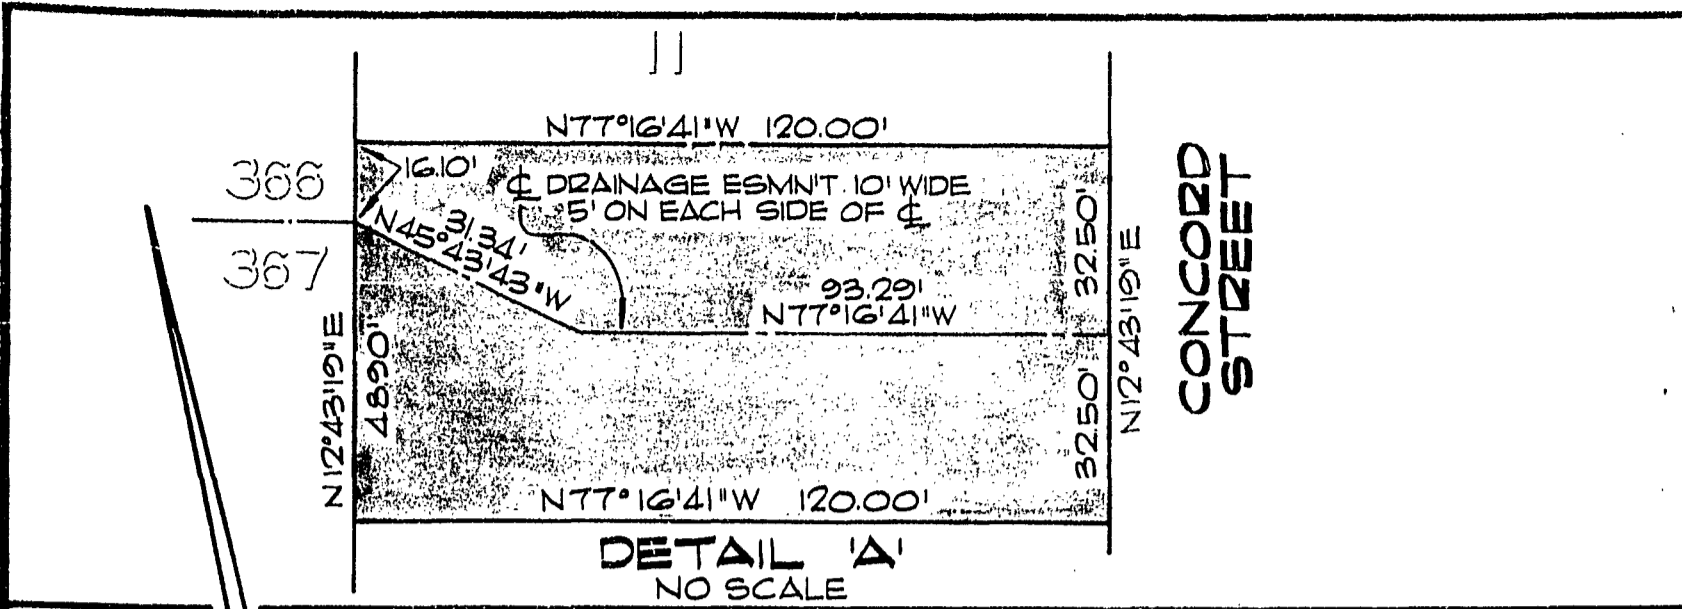 11
N77°16'41"W 120.00'
366
16.10'
℄ DRAINAGE ESMN'T. 10' WIDE
5' ON EACH SIDE OF ℄
31.34'
N45°43'43"W
367
93.29'
N77°16'41"W
N12°43'19"E
48.90'
32.50'
32.50'
N12°43'19"E
CONCORD
STREET
N77°16'41"W 120.00'
DETAIL 'A'
NO SCALE